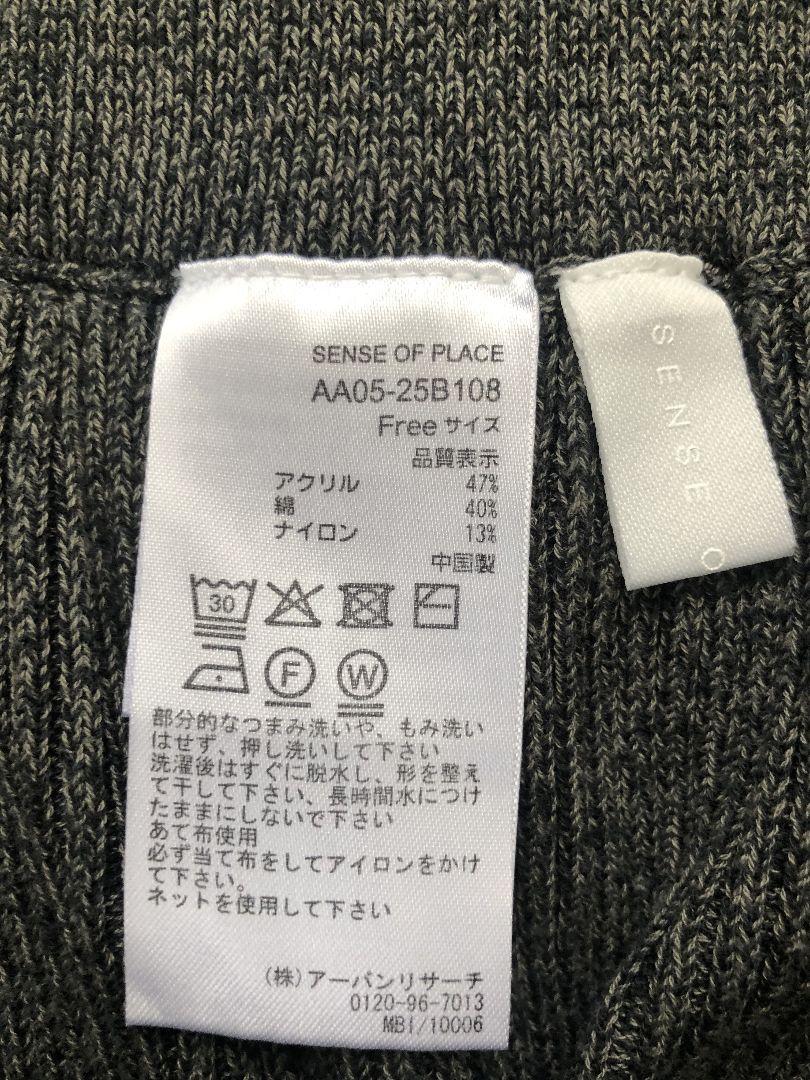 SENSE OF PLACE
AA05-25B108
Free サイズ
品質表示
アクリル 47%
綿 40%
ナイロン 13%
中国製
30
F W
部分的なつまみ洗いや、もみ洗い
はせず、押し洗いして下さい
洗濯後はすぐに脱水し、形を整え
て干して下さい、長時間水につけ
たままにしないで下さい
あて布使用
必ず当て布をしてアイロンをかけ
て下さい。
ネットを使用して下さい
(株)アーバンリサーチ
0120-96-7013
MBI/10006
SENSE O